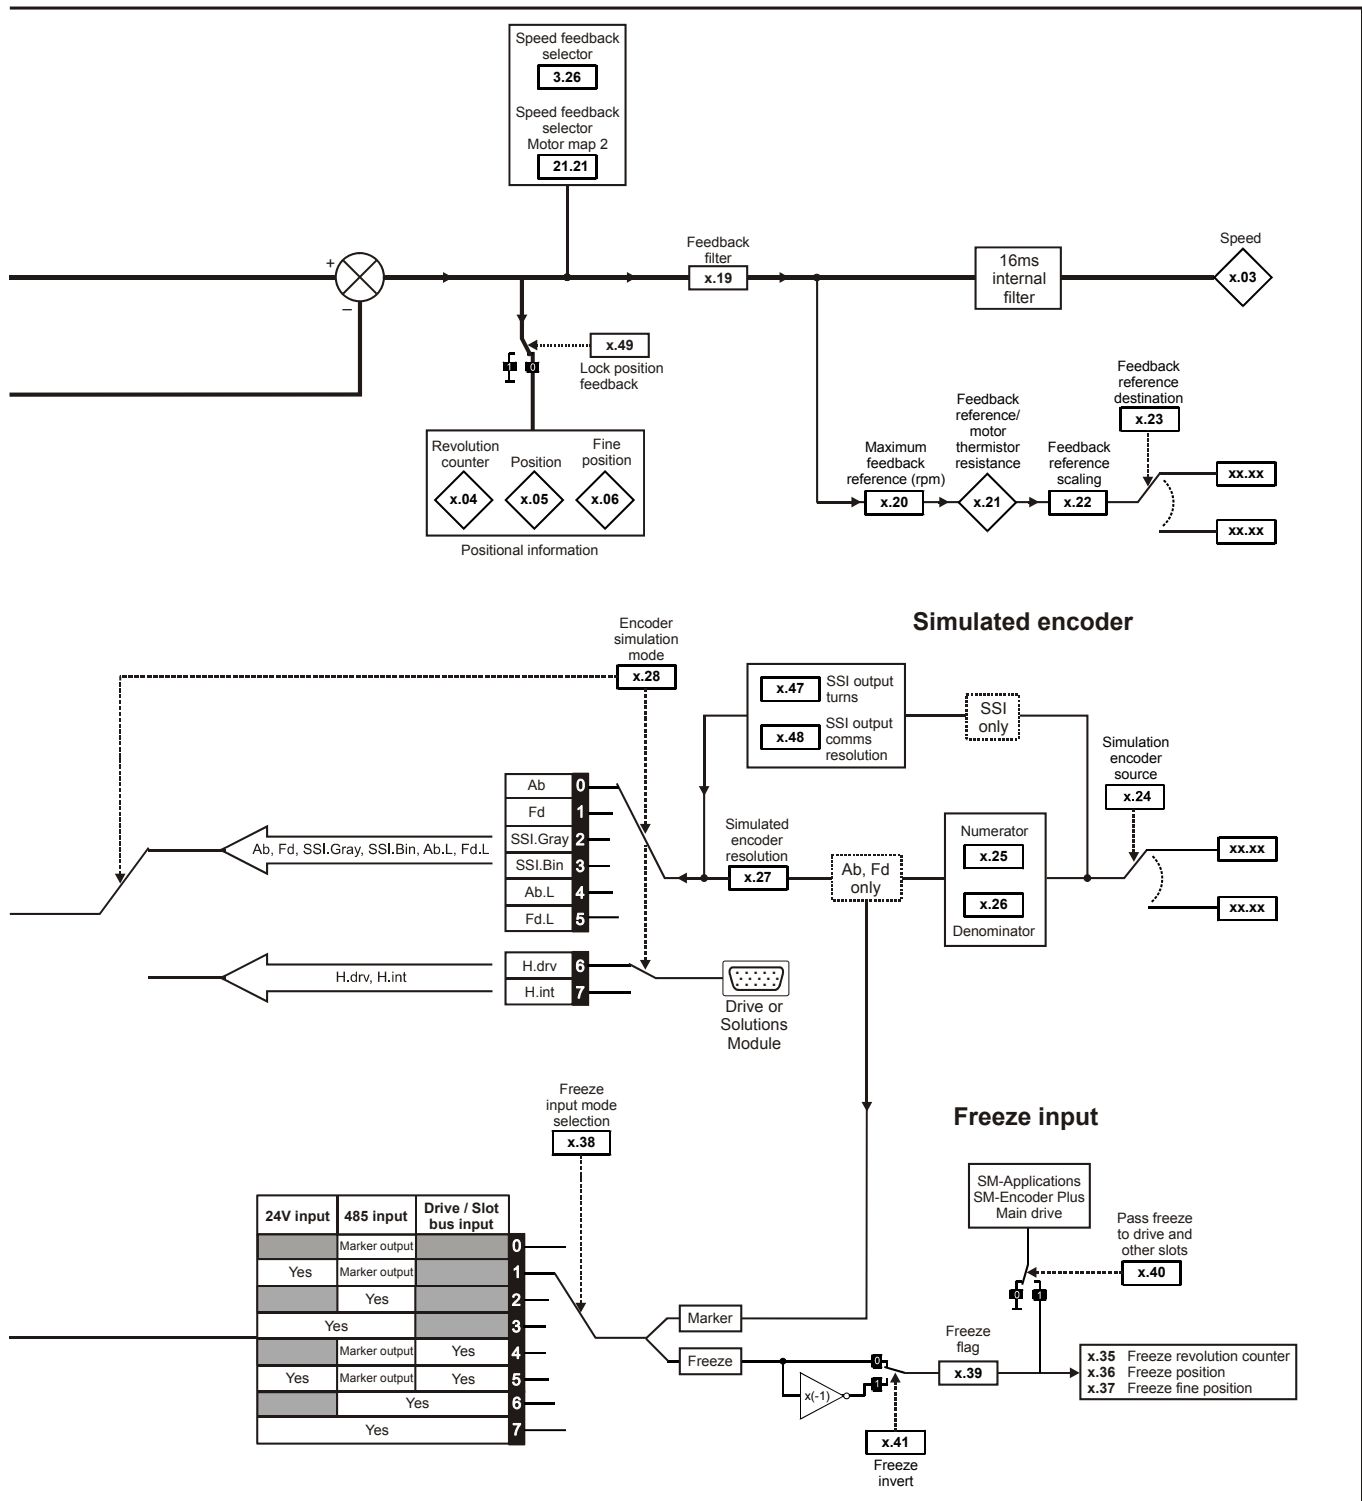 Speed feedback
selector
3.26
Speed feedback
selector
Motor map 2
21.21
+
–
Feedback
filter
x.19
16ms
internal
filter
Speed
x.03
x.49
Lock position
feedback
1 0
Revolution
counter
x.04
Position
x.05
Fine
position
x.06
Positional information
Maximum
feedback
reference (rpm)
x.20
Feedback
reference/
motor
thermistor
resistance
x.21
Feedback
reference
scaling
x.22
Feedback
reference
destination
x.23
xx.xx
xx.xx
Simulated encoder
Encoder
simulation
mode
x.28
x.47 SSI output
turns
x.48 SSI output
comms
resolution
SSI
only
Simulation
encoder
source
x.24
Ab 0
Fd 1
SSI.Gray 2
SSI.Bin 3
Ab.L 4
Fd.L 5
Ab, Fd, SSI.Gray, SSI.Bin, Ab.L, Fd.L
Simulated
encoder
resolution
x.27
Ab, Fd
only
Numerator
x.25
x.26
Denominator
xx.xx
xx.xx
H.drv 6
H.int 7
H.drv, H.int
Drive or
Solutions
Module
Freeze
input mode
selection
x.38
Freeze input
SM-Applications
SM-Encoder Plus
Main drive
Pass freeze
to drive and
other slots
x.40
0 1
24V input 485 input Drive / Slot
bus input
Marker output 0
Yes Marker output 1
Yes 2
Yes 3
Marker output Yes 4
Yes Marker output Yes 5
Yes 6
Yes 7
Marker
Freeze
x(-1)
0
1
x.41
Freeze
invert
Freeze
flag
x.39
x.35 Freeze revolution counter
x.36 Freeze position
x.37 Freeze fine position